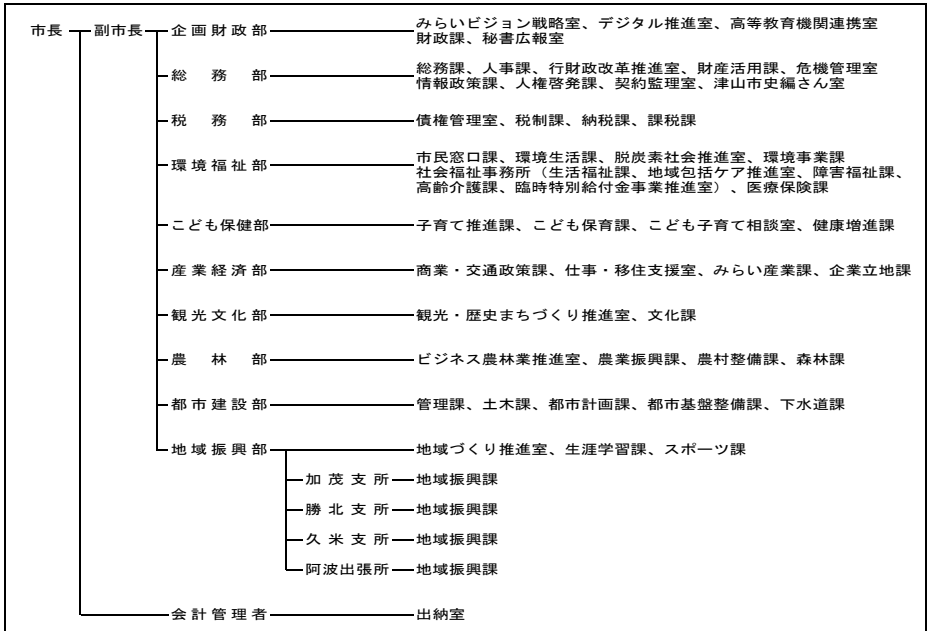 市長 副市長 企画財政部 みらいビジョン戦略室、デジタル推進室、高等教育機関連携室
財政課、秘書広報室
総務部 総務課、人事課、行財政改革推進室、財産活用課、危機管理室
情報政策課、人権啓発課、契約監理室、津山市史編さん室
税務部 債権管理室、税制課、納税課、課税課
環境福祉部 市民窓口課、環境生活課、脱炭素社会推進室、環境事業課
社会福祉事務所（生活福祉課、地域包括ケア推進室、障害福祉課、
高齢介護課、臨時特別給付金事業推進室）、医療保険課
こども保健部 子育て推進課、こども保育課、こども子育て相談室、健康増進課
産業経済部 商業・交通政策課、仕事・移住支援室、みらい産業課、企業立地課
観光文化部 観光・歴史まちづくり推進室、文化課
農林部 ビジネス農林業推進室、農業振興課、農村整備課、森林課
都市建設部 管理課、土木課、都市計画課、都市基盤整備課、下水道課
地域振興部 地域づくり推進室、生涯学習課、スポーツ課
加茂支所 地域振興課
勝北支所 地域振興課
久米支所 地域振興課
阿波出張所 地域振興課
会計管理者 出納室